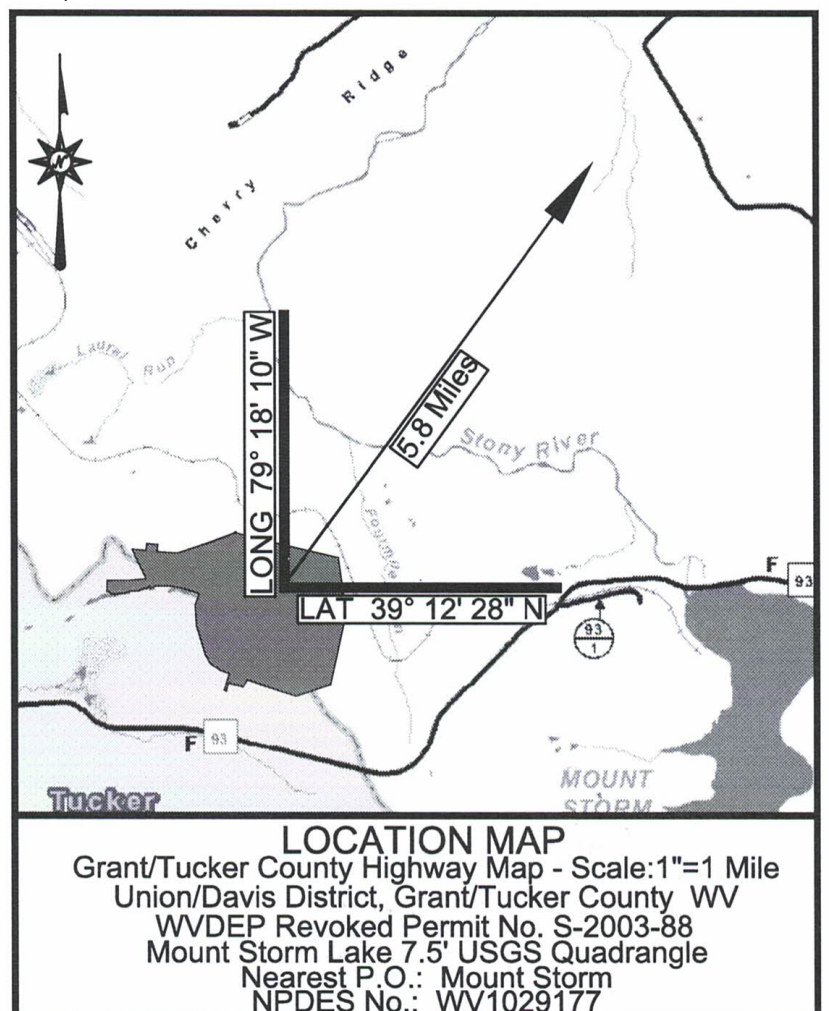 Cherry Ridge
N
Laurel Run
LONG 79° 18' 10" W
5.8 Miles
Stony River
LAT 39° 12' 28" N
F 93
93
1
F 93
MOUNT
STORM
Tucker
LOCATION MAP
Grant/Tucker County Highway Map - Scale:1"=1 Mile
Union/Davis District, Grant/Tucker County WV
WVDEP Revoked Permit No. S-2003-88
Mount Storm Lake 7.5' USGS Quadrangle
Nearest P.O.: Mount Storm
NPDES No.: WV1029177